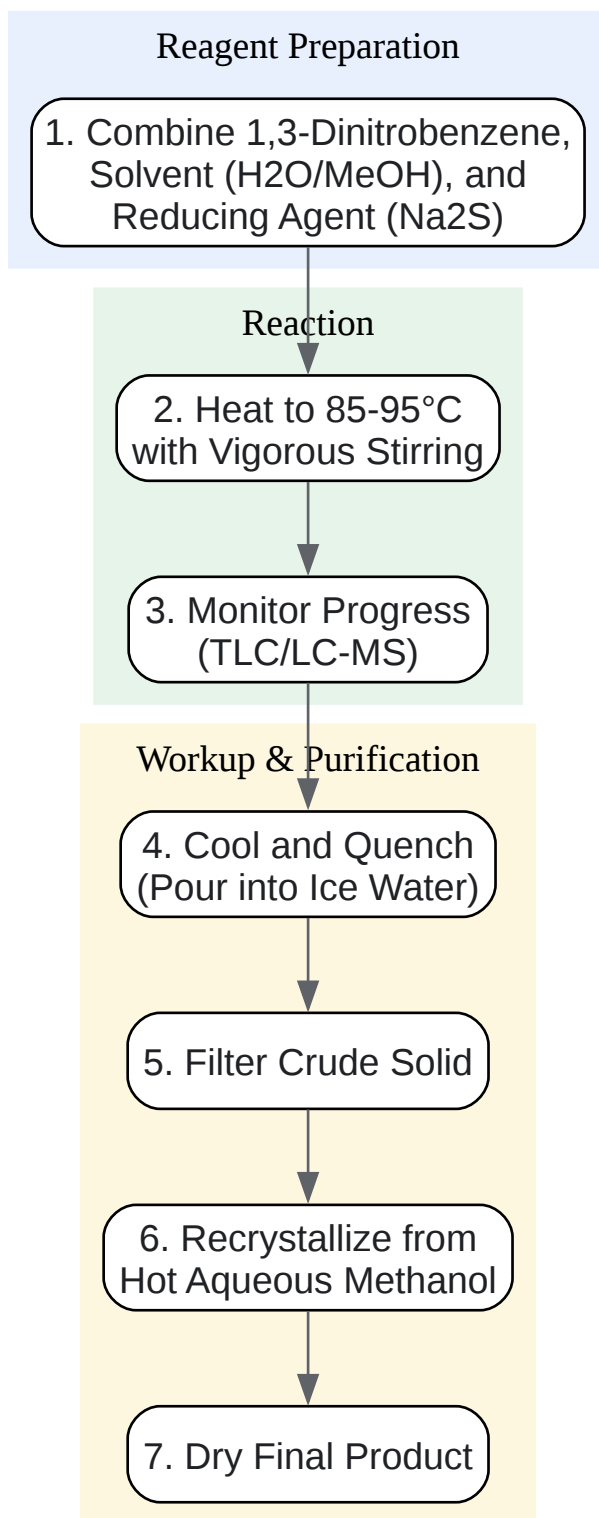 Reagent Preparation
1. Combine 1,3-Dinitrobenzene,
Solvent (H2O/MeOH), and
Reducing Agent (Na2S)
Reaction
2. Heat to 85-95°C
with Vigorous Stirring
3. Monitor Progress
(TLC/LC-MS)
Workup & Purification
4. Cool and Quench
(Pour into Ice Water)
5. Filter Crude Solid
6. Recrystallize from
Hot Aqueous Methanol
7. Dry Final Product